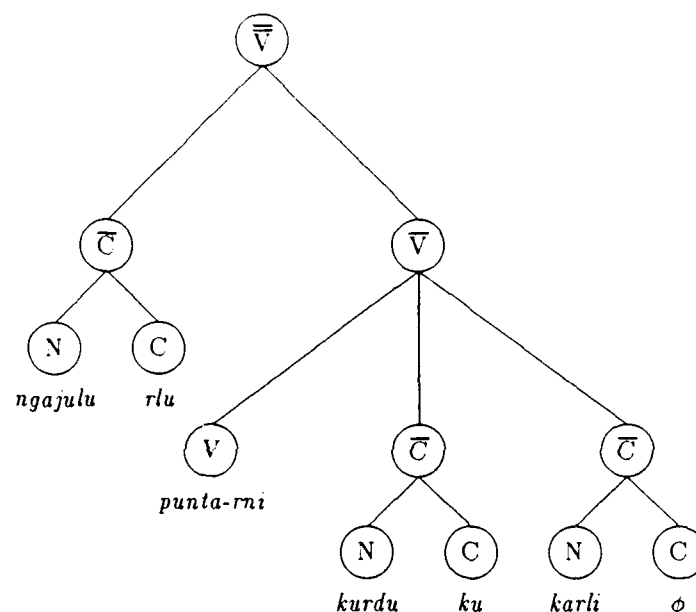 V̿
C̅ V̅
N C
ngajulu rlu
V C̅ C̅
punta-rni
N C N C
kurdu ku karli ϕ